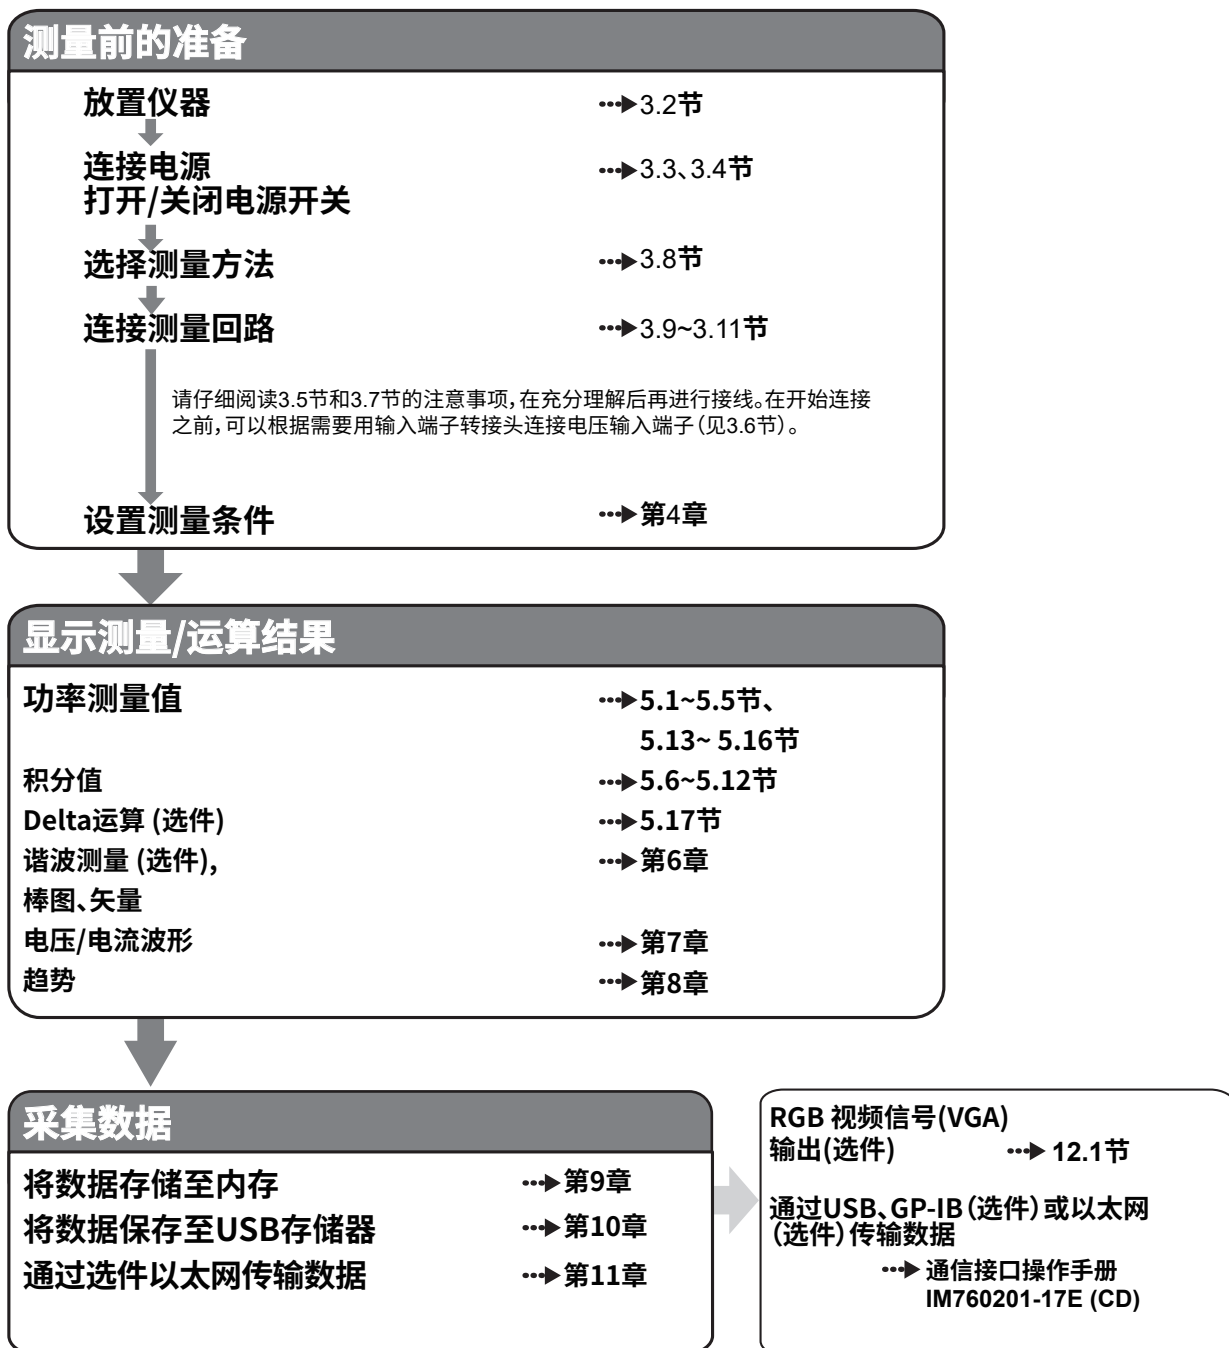 测量前的准备
放置仪器 3.2节
连接电源 3.3、3.4节
打开/关闭电源开关
选择测量方法 3.8节
连接测量回路 3.9~3.11节
请仔细阅读3.5节和3.7节的注意事项,在充分理解后再进行接线。在开始连接
之前,可以根据需要用输入端子转接头连接电压输入端子(见3.6节)。
设置测量条件 第4章
显示测量/运算结果
功率测量值 5.1~5.5节、
5.13~ 5.16节
积分值 5.6~5.12节
Delta运算 (选件) 5.17节
谐波测量 (选件), 第6章
棒图、矢量
电压/电流波形 第7章
趋势 第8章
采集数据
将数据存储至内存 第9章
将数据保存至USB存储器 第10章
通过选件以太网传输数据 第11章
RGB 视频信号(VGA)
输出(选件) 12.1节
通过USB、GP-IB(选件)或以太网
(选件)传输数据
通信接口操作手册
IM760201-17E (CD)